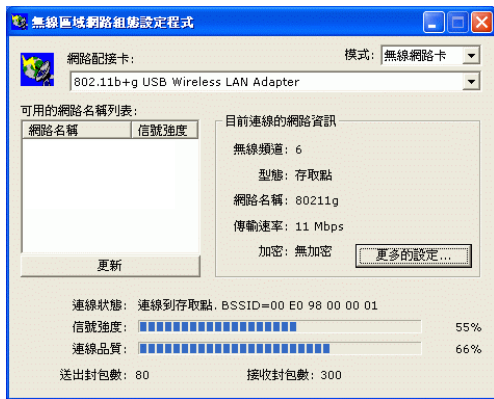 無線區域網路組態設定程式
網路配接卡:
模式: 無線網路卡
802.11b+g USB Wireless LAN Adapter
可用的網路名稱列表:
網路名稱 信號強度
更新
目前連線的網路資訊
無線頻道: 6
型態: 存取點
網路名稱: 80211g
傳輸速率: 11 Mbps
加密: 無加密
更多的設定...
連線狀態: 連線到存取點. BSSID=00 E0 98 00 00 01
信號強度: 55%
連線品質: 66%
送出封包數: 80 接收封包數: 300